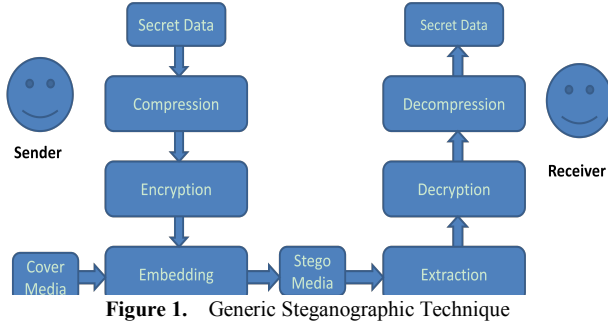 Secret Data
Secret Data
Compression
Decompression
Sender
Receiver
Encryption
Decryption
Cover
Media
Embedding
Stego
Media
Extraction
Figure 1. Generic Steganographic Technique